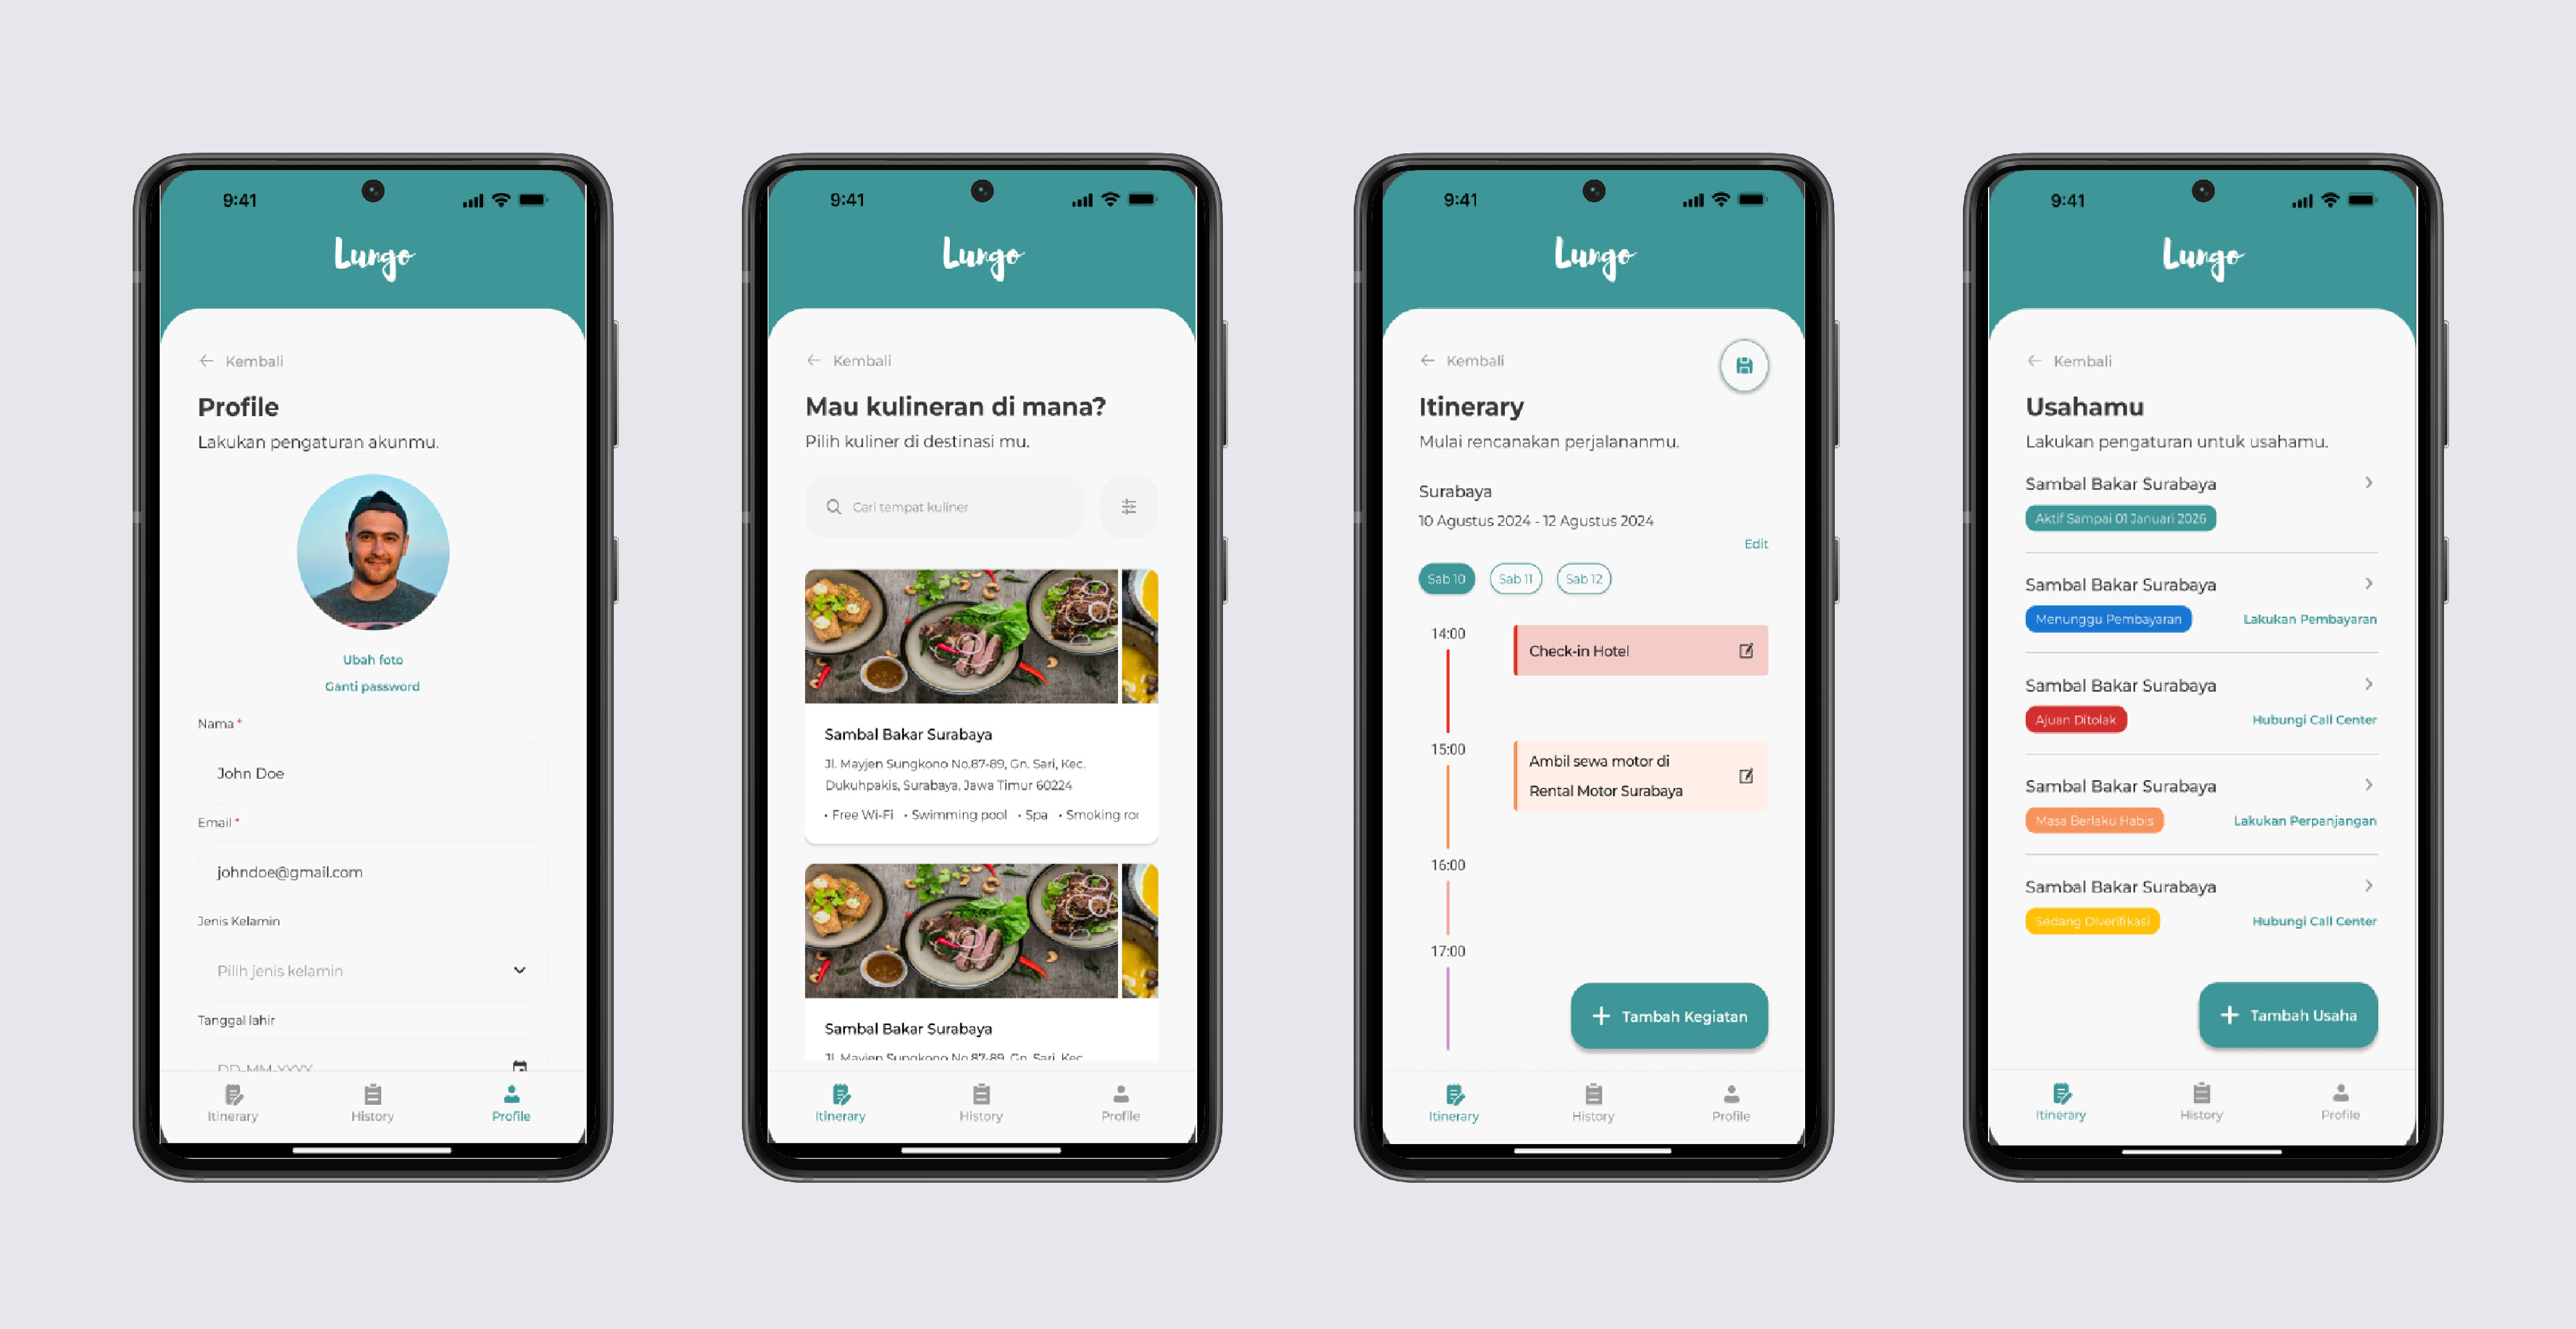 9:41
Lungo
Kembali
Profile
Lakukan pengaturan akunmu.
Ubah foto
Ganti password
Nama *
John Doe
Email *
johndoe@gmail.com
Jenis Kelamin
Pilih jenis kelamin
Tanggal lahir
DD-MM-YYYY
Itinerary
History
Profile
9:41
Lungo
Kembali
Mau kulineran di mana?
Pilih kuliner di destinasi mu.
Cari tempat kuliner
Sambal Bakar Surabaya
Jl. Mayjen Sungkono No.87-89, Gn. Sari, Kec.
Dukuhpakis, Surabaya, Jawa Timur 60224
• Free Wi-Fi • Swimming pool • Spa • Smoking
Sambal Bakar Surabaya
Jl. Mayjen Sungkono No.87-89, Gn. Sari, Kec.
Itinerary
History
Profile
9:41
Lungo
Kembali
Itinerary
Mulai rencanakan perjalananmu.
Surabaya
10 Agustus 2024 - 12 Agustus 2024
Edit
Sab 10
Sab 11
Sab 12
14:00
Check-in Hotel
15:00
Ambil sewa motor di
Rental Motor Surabaya
16:00
17:00
+ Tambah Kegiatan
Itinerary
History
Profile
9:41
Lungo
Kembali
Usahamu
Lakukan pengaturan untuk usahamu.
Sambal Bakar Surabaya
Aktif Sampai 01 Januari 2026
Sambal Bakar Surabaya
Menunggu Pembayaran
Lakukan Pembayaran
Sambal Bakar Surabaya
Ajuan Ditolak
Hubungi Call Center
Sambal Bakar Surabaya
Masa Berlaku Habis
Lakukan Perpanjangan
Sambal Bakar Surabaya
Sedang Diverifikasi
Hubungi Call Center
+ Tambah Usaha
Itinerary
History
Profile